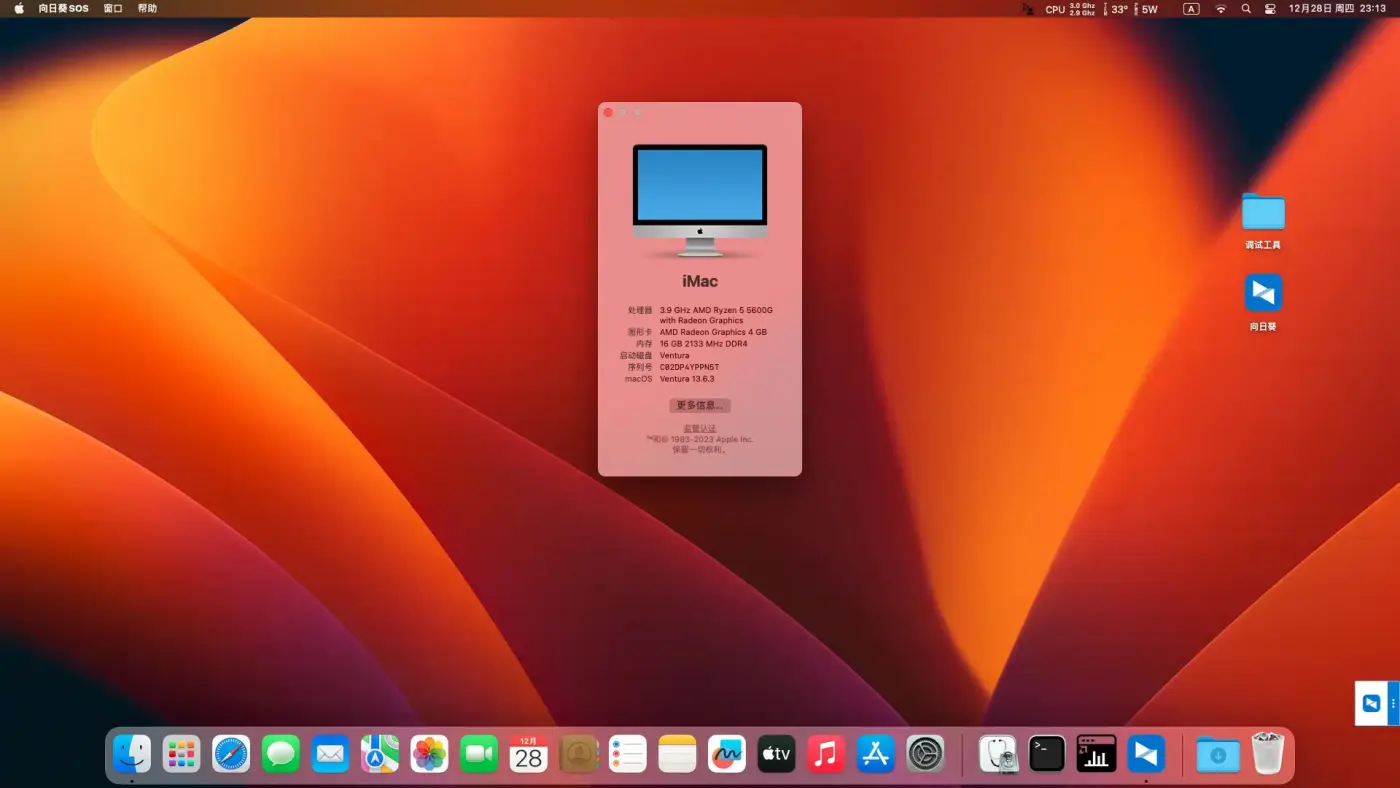 向日葵SOS 窗口 帮助
CPU 3.0 Ghz 2.9 Ghz 33° 5W A 12月28日 周四 23:13
iMac
处理器 3.9 GHz AMD Ryzen 5 5600G
with Radeon Graphics
图形卡 AMD Radeon Graphics 4 GB
内存 16 GB 2133 MHz DDR4
启动磁盘 Ventura
序列号 C02DP4YPPN5T
macOS Ventura 13.6.3
更多信息...
监管认证
™和© 1983-2023 Apple Inc.
保留一切权利。
调试工具
向日葵
12月
28
tv